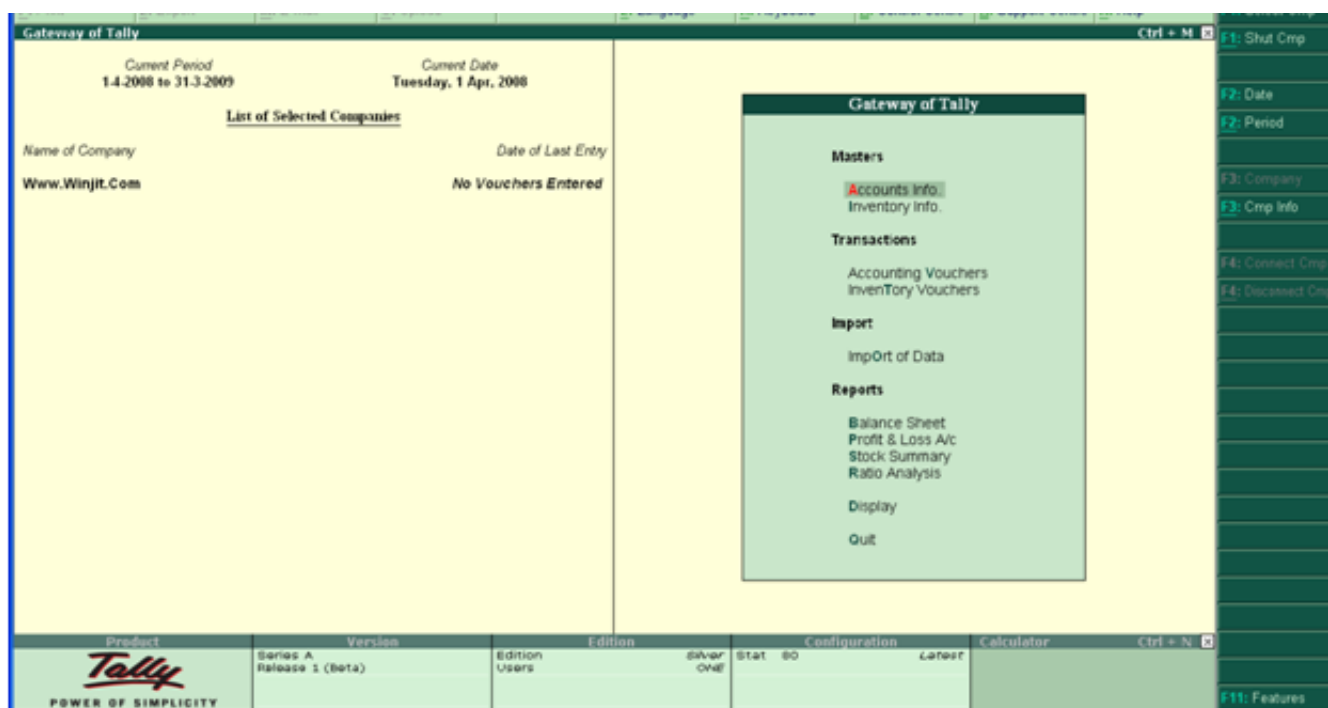 Gateway of Tally
Ctrl + M
Current Period
1-4-2008 to 31-3-2009
Current Date
Tuesday, 1 Apr, 2008
List of Selected Companies
Name of Company
Date of Last Entry
Www.Winjit.Com
No Vouchers Entered
Gateway of Tally
Masters
Accounts Info.
Inventory Info.
Transactions
Accounting Vouchers
InvenTory Vouchers
Import
ImpOrt of Data
Reports
Balance Sheet
Profit & Loss A/c
Stock Summary
Ratio Analysis
Display
Quit
F1: Shut Cmp
F2: Date
F2: Period
F3: Company
F3: Cmp Info
F4: Connect Cmp
F4: Disconnect Cmp
F11: Features
Product
Tally
POWER OF SIMPLICITY
Version
Series A
Release 1 (Beta)
Edition
Edition Silver
Users ONE
Configuration
Stat 80 Latest
Calculator
Ctrl + N